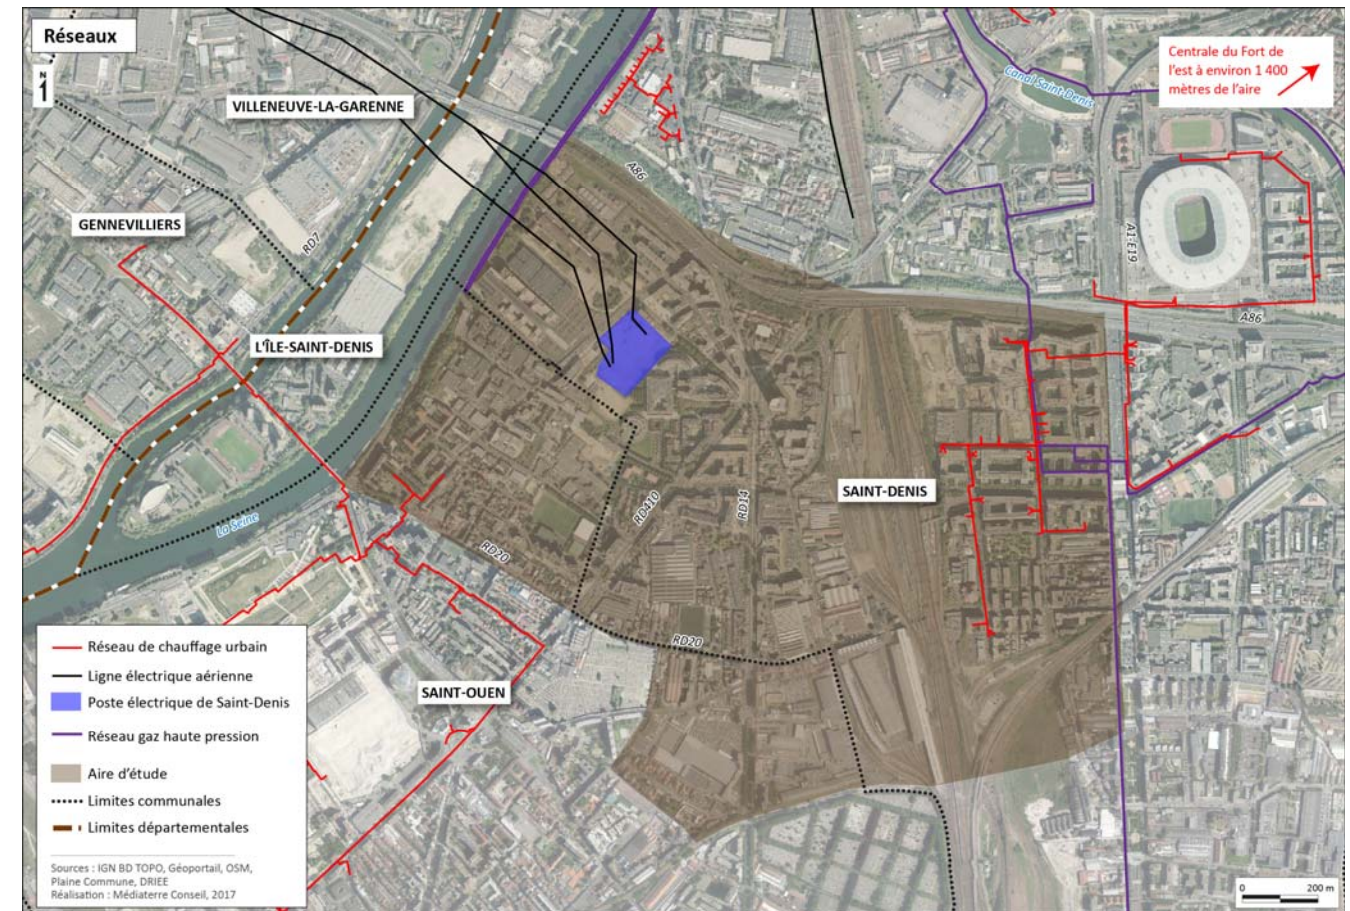 Réseaux
N
Centrale du Fort de
l'est à environ 1 400
mètres de l'aire
Canal Saint-Denis
VILLENEUVE-LA-GARENNE
A86
GENNEVILLIERS
RD7
A1-E19
A86
L'ÎLE-SAINT-DENIS
SAINT-DENIS
RD410
RD14
La Seine
RD20
RD20
SAINT-OUEN
Réseau de chauffage urbain
Ligne électrique aérienne
Poste électrique de Saint-Denis
Réseau gaz haute pression
Aire d'étude
Limites communales
Limites départementales
Sources : IGN BD TOPO, Géoportail, OSM,
Plaine Commune, DRIEE
Réalisation : Médiaterre Conseil, 2017
0 200 m